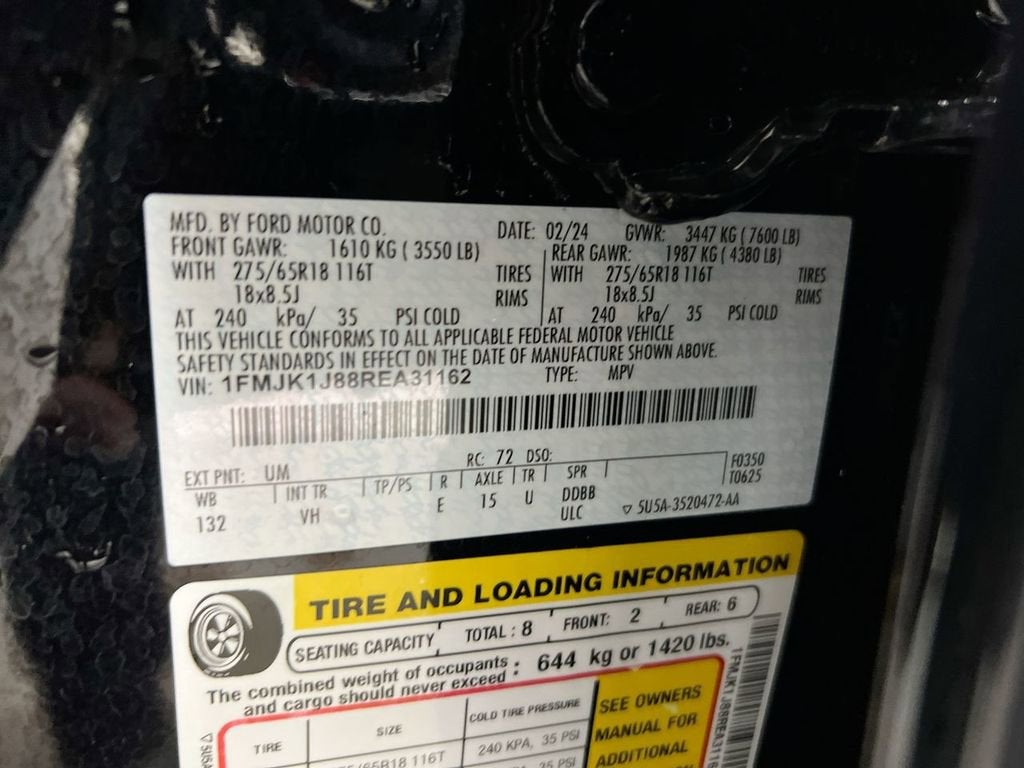 MFD. BY FORD MOTOR CO. DATE: 02/24 GVWR: 3447 KG ( 7600 LB)
FRONT GAWR: 1610 KG ( 3550 LB) REAR GAWR: 1987 KG ( 4380 LB)
WITH 275/65R18 116T TIRES WITH 275/65R18 116T TIRES
18x8.5J RIMS 18x8.5J RIMS
AT 240 kPa/ 35 PSI COLD AT 240 kPa/ 35 PSI COLD
THIS VEHICLE CONFORMS TO ALL APPLICABLE FEDERAL MOTOR VEHICLE
SAFETY STANDARDS IN EFFECT ON THE DATE OF MANUFACTURE SHOWN ABOVE.
VIN: 1FMJK1J88REA31162 TYPE: MPV
EXT PNT: UM RC: 72 DSO: F0350
WB INT TR TP/PS R AXLE TR SPR T0625
132 VH E 15 U DDBB
ULC ▽ 5U5A-3520472-AA
TIRE AND LOADING INFORMATION
SEATING CAPACITY TOTAL : 8 FRONT: 2 REAR: 6
The combined weight of occupants : 644 kg or 1420 lbs.
and cargo should never exceed
TIRE SIZE COLD TIRE PRESSURE
116T 240 KPA, 35 PSI
35 PSI
SEE OWNERS
MANUAL FOR
ADDITIONAL
▽5U5A
1FMJK1J88REA3116